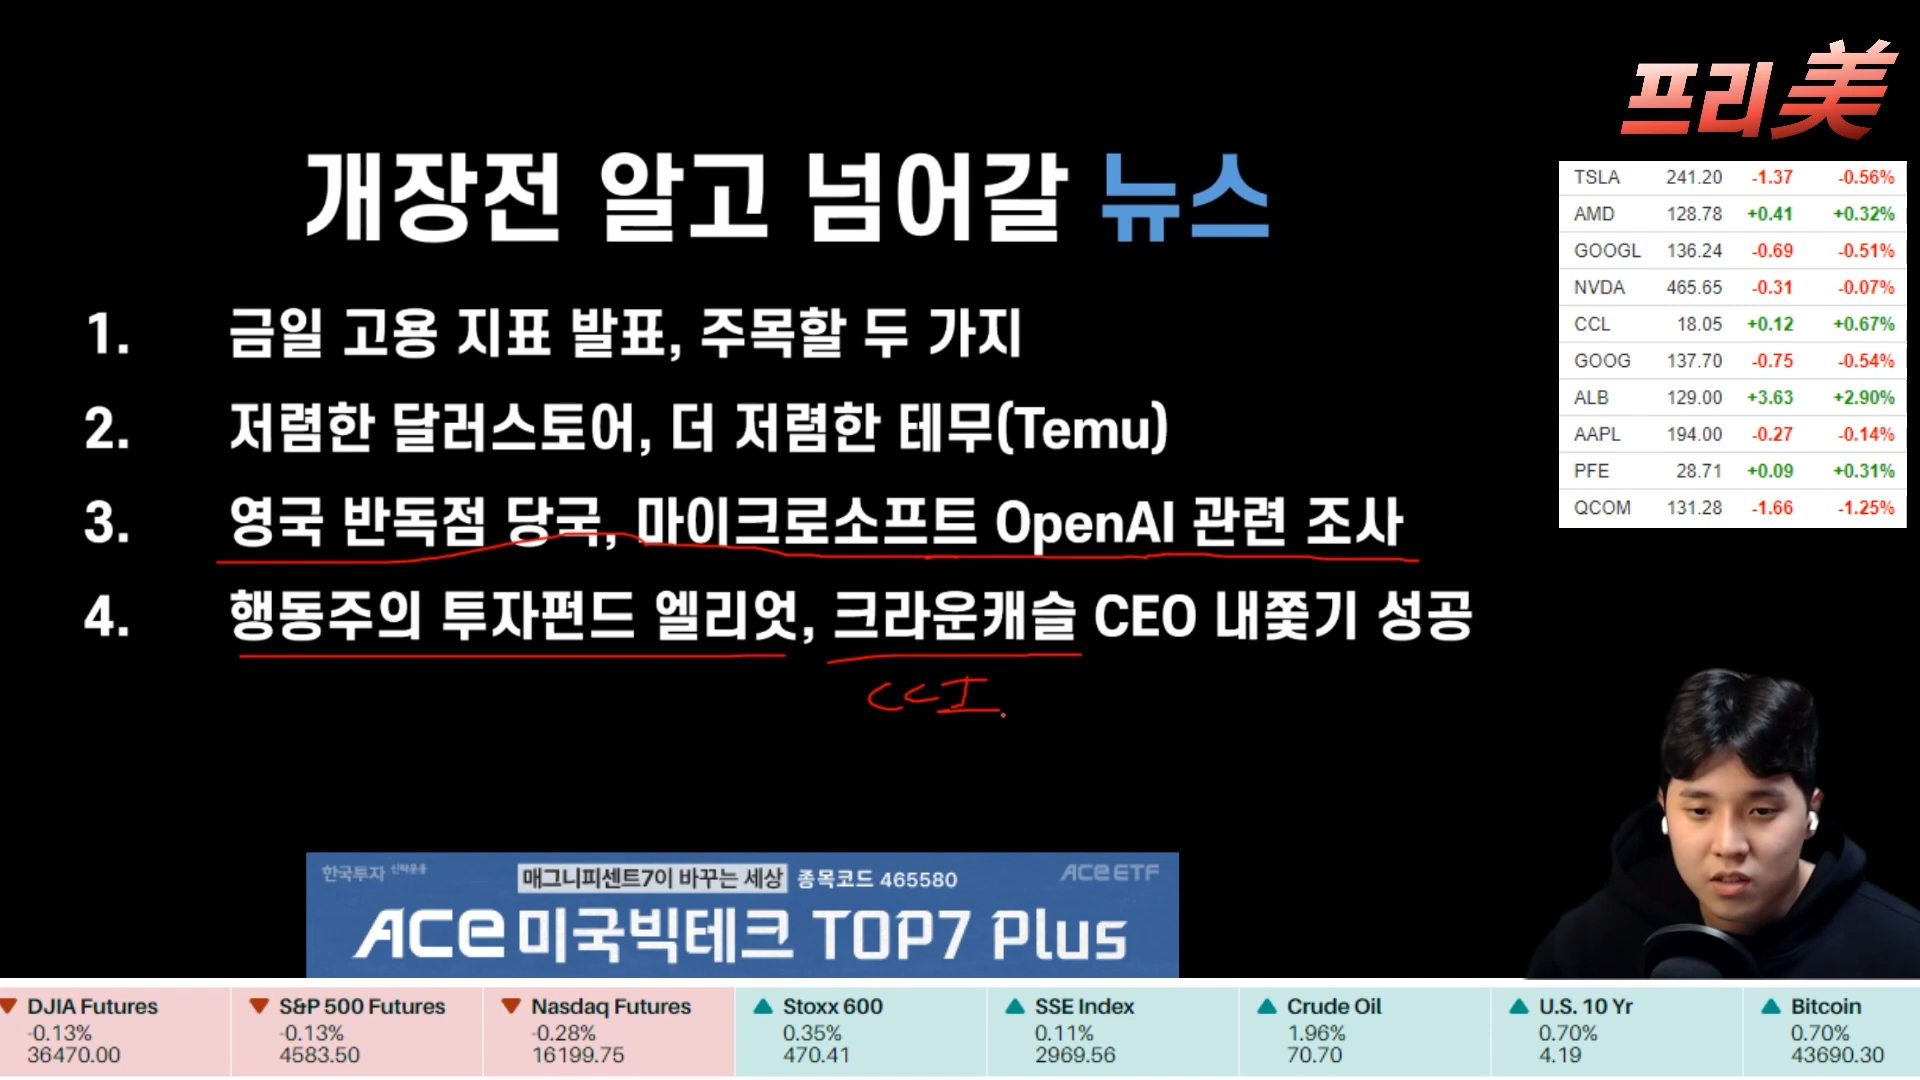 프리美
개장전 알고 넘어갈 뉴스
1. 금일 고용 지표 발표, 주목할 두 가지
2. 저렴한 달러스토어, 더 저렴한 테무(Temu)
3. 영국 반독점 당국, 마이크로소프트 OpenAI 관련 조사
4. 행동주의 투자펀드 엘리엇, 크라운캐슬 CEO 내쫓기 성공
CCI
TSLA 241.20 -1.37 -0.56%
AMD 128.78 +0.41 +0.32%
GOOGL 136.24 -0.69 -0.51%
NVDA 465.65 -0.31 -0.07%
CCL 18.05 +0.12 +0.67%
GOOG 137.70 -0.75 -0.54%
ALB 129.00 +3.63 +2.90%
AAPL 194.00 -0.27 -0.14%
PFE 28.71 +0.09 +0.31%
QCOM 131.28 -1.66 -1.25%
한국투자 신탁운용
매그니피센트7이 바꾸는 세상 종목코드 465580
ACE ETF
ACE 미국빅테크 TOP7 Plus
DJIA Futures
-0.13%
36470.00
S&P 500 Futures
-0.13%
4583.50
Nasdaq Futures
-0.28%
16199.75
Stoxx 600
0.35%
470.41
SSE Index
0.11%
2969.56
Crude Oil
1.96%
70.70
U.S. 10 Yr
0.70%
4.19
Bitcoin
0.70%
43690.30